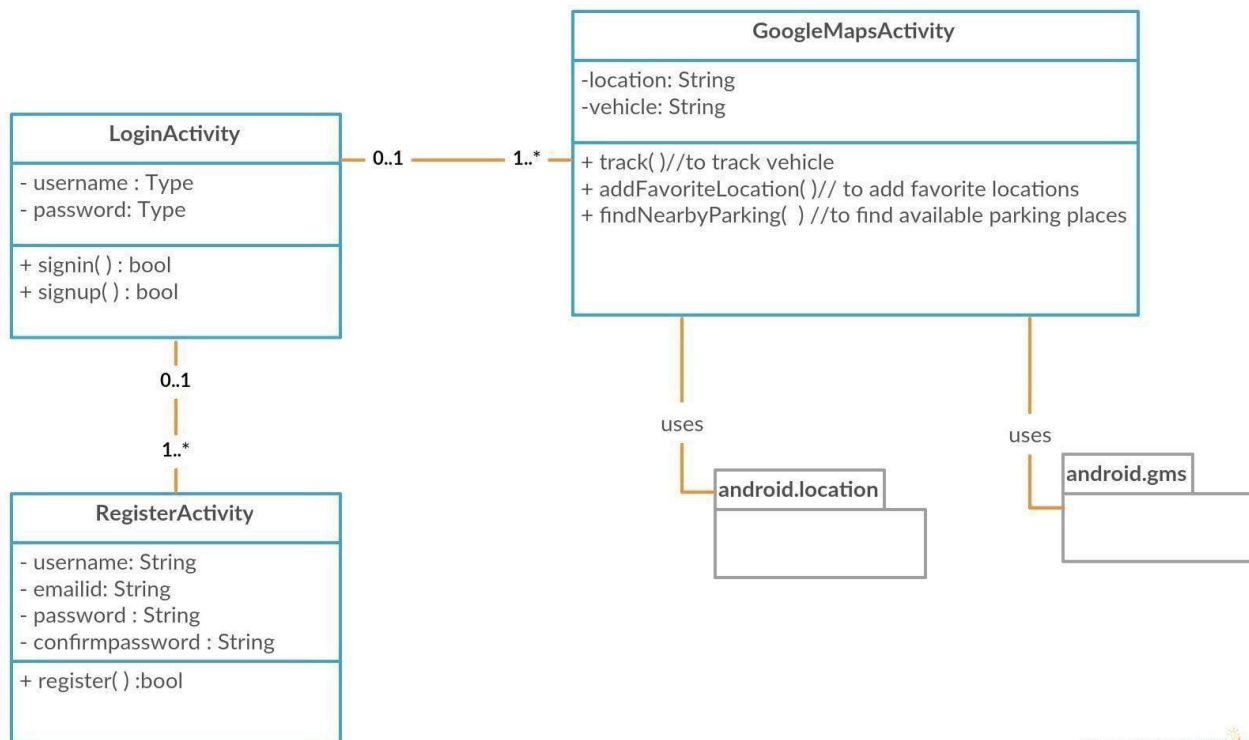 GoogleMapsActivity
-location: String
-vehicle: String
+ track( )//to track vehicle
+ addFavoriteLocation( )// to add favorite locations
+ findNearbyParking(  ) //to find available parking places
LoginActivity
- username : Type
- password: Type
+ signin( ) : bool
+ signup( ) : bool
0..1
1..*
0..1
1..*
RegisterActivity
- username: String
- emailid: String
- password : String
- confirmpassword : String
+ register( ) :bool
uses
android.location
uses
android.gms